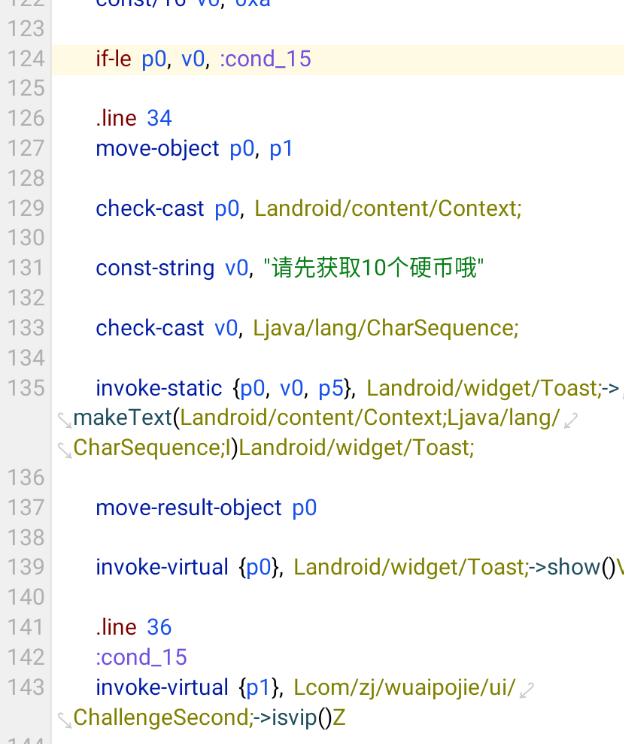 122 const/16 v0, 0xa
123
124 if-le p0, v0, :cond_15
125
126 .line 34
127 move-object p0, p1
128
129 check-cast p0, Landroid/content/Context;
130
131 const-string v0, "请先获取10个硬币哦"
132
133 check-cast v0, Ljava/lang/CharSequence;
134
135 invoke-static {p0, v0, p5}, Landroid/widget/Toast;->
makeText(Landroid/content/Context;Ljava/lang/
CharSequence;I)Landroid/widget/Toast;
136
137 move-result-object p0
138
139 invoke-virtual {p0}, Landroid/widget/Toast;->show()V
140
141 .line 36
142 :cond_15
143 invoke-virtual {p1}, Lcom/zj/wuaipojie/ui/
ChallengeSecond;->isvip()Z
144